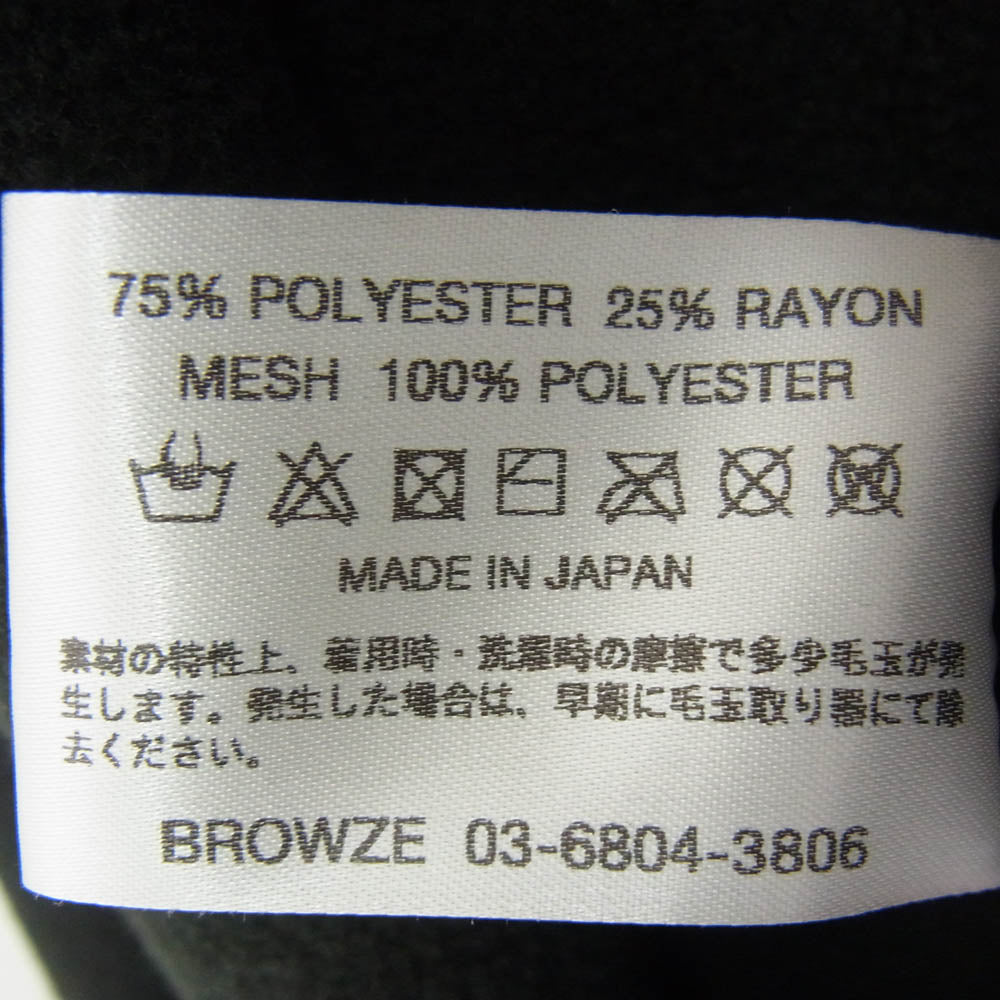 75% POLYESTER 25% RAYON
MESH 100% POLYESTER
MADE IN JAPAN
素材の特性上、着用時・洗濯時の摩擦で多少毛玉が発
生します。発生した場合は、早期に毛玉取り器にて除
去ください。
BROWZE 03-6804-3806